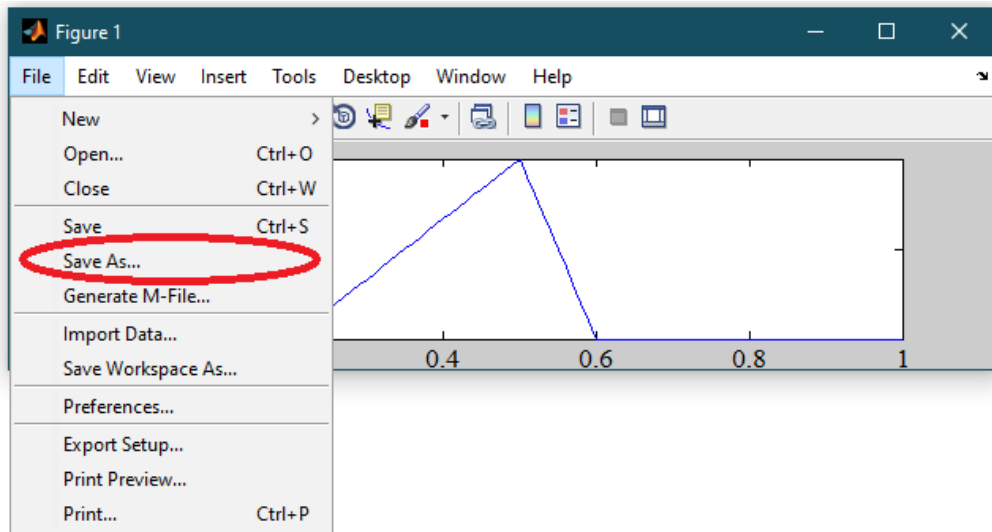 Figure 1
File Edit View Insert Tools Desktop Window Help
New
Open... Ctrl+O
Close Ctrl+W
Save Ctrl+S
Save As...
Generate M-File...
Import Data...
Save Workspace As...
Preferences...
Export Setup...
Print Preview...
Print... Ctrl+P
0.4 0.6 0.8 1